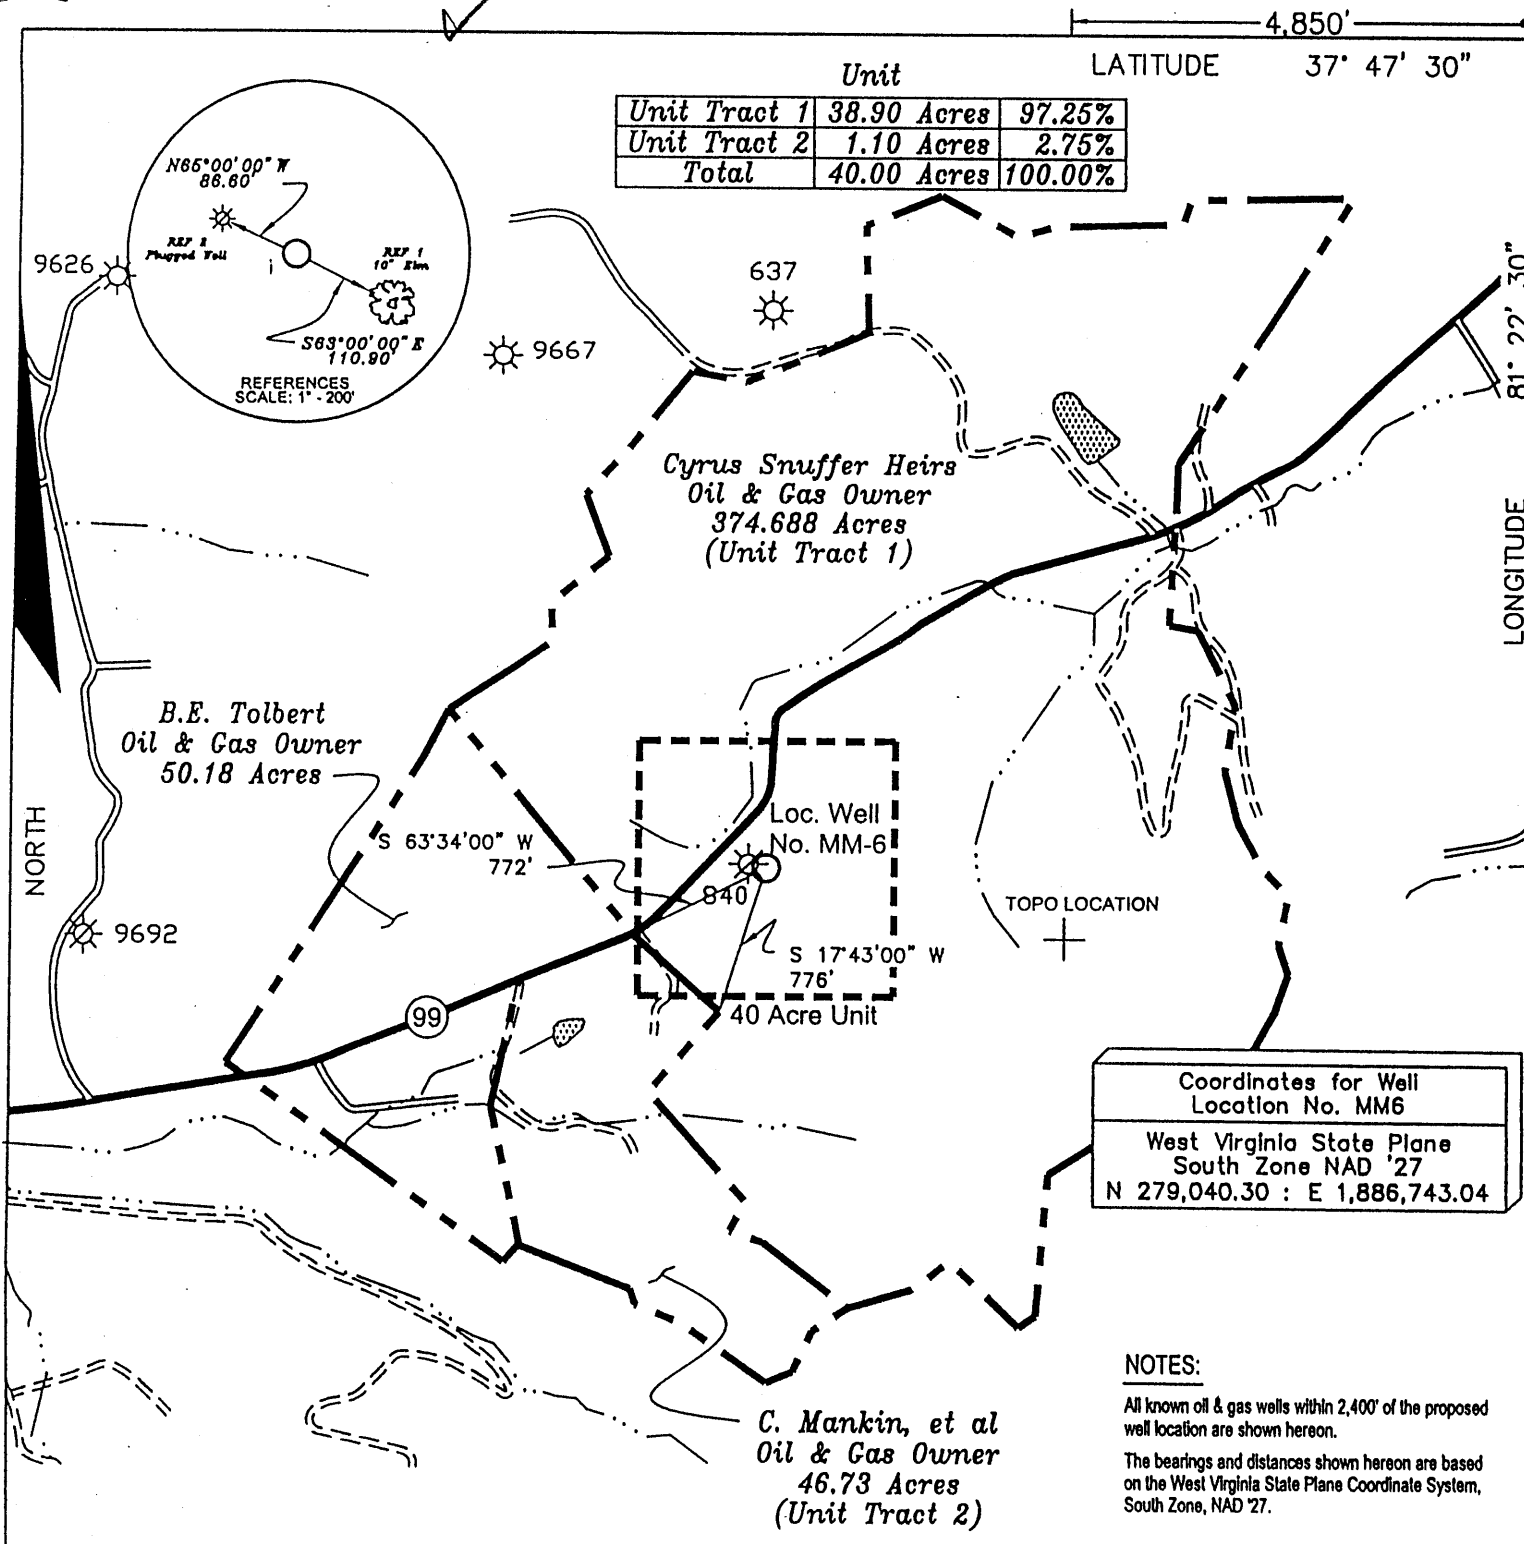 4,850'
LATITUDE 37° 47' 30"
Unit
Unit Tract 1 38.90 Acres 97.25%
Unit Tract 2 1.10 Acres 2.75%
Total 40.00 Acres 100.00%
N65°00'00" W
86.60'
REF 2
Plugged Well
REF 1
10" Elm
S63°00'00" E
110.90'
REFERENCES
SCALE: 1" - 200'
9626
9667
637
81° 22' 30"
LONGITUDE
Cyrus Snuffer Heirs
Oil & Gas Owner
374.688 Acres
(Unit Tract 1)
B.E. Tolbert
Oil & Gas Owner
50.18 Acres
NORTH
S 63°34'00" W
772'
Loc. Well
No. MM-6
840
9692
TOPO LOCATION
S 17°43'00" W
776'
40 Acre Unit
99
Coordinates for Well
Location No. MM6
West Virginia State Plane
South Zone NAD '27
N 279,040.30 : E 1,886,743.04
NOTES:
All known oil & gas wells within 2,400' of the proposed
well location are shown hereon.
The bearings and distances shown hereon are based
on the West Virginia State Plane Coordinate System,
South Zone, NAD '27.
C. Mankin, et al
Oil & Gas Owner
46.73 Acres
(Unit Tract 2)